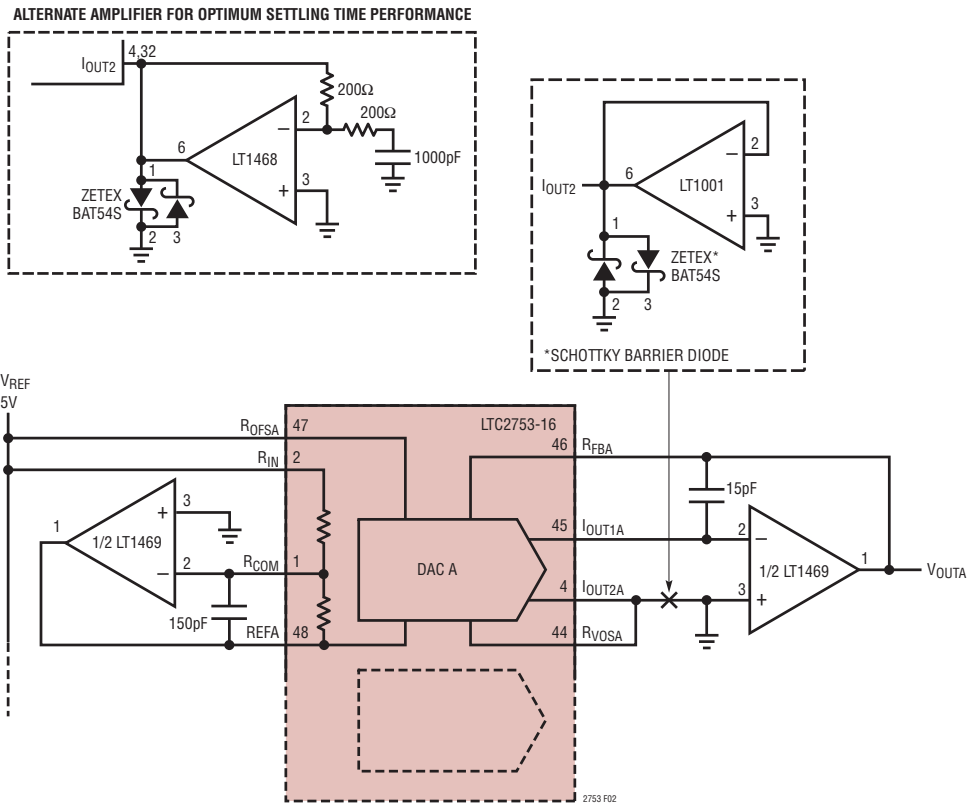 ALTERNATE AMPLIFIER FOR OPTIMUM SETTLING TIME PERFORMANCE
IOUT2
4,32
200Ω
200Ω
2
−
6
LT1468
1000pF
1
3
+
ZETEX
BAT54S
2 3
2
−
IOUT2
6
LT1001
3
+
1
ZETEX*
BAT54S
2 3
*SCHOTTKY BARRIER DIODE
VREF
5V
ROFSA 47
LTC2753-16
RIN 2
46 RFBA
15pF
3
+
1
1/2 LT1469
2
−
RCOM 1
150pF
REFA 48
DAC A
45 IOUT1A
2
−
1/2 LT1469
1
VOUTA
4 IOUT2A
3
+
44 RVOSA
2753 F02